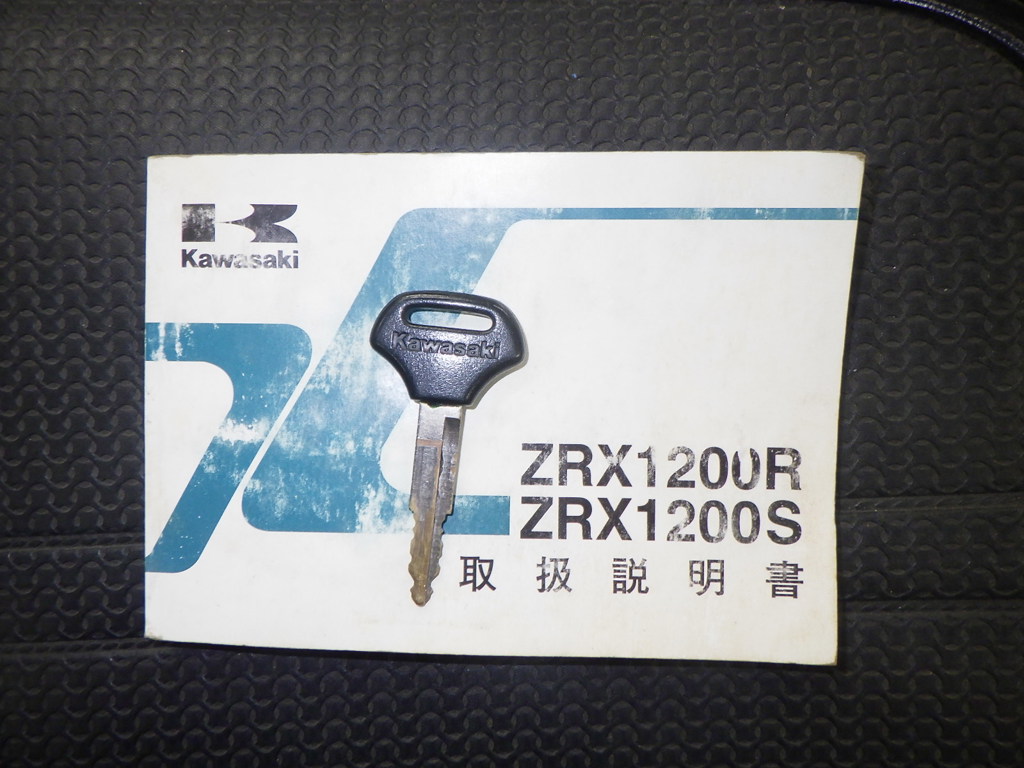 Kawasaki
Kawasaki
ZRX1200R
ZRX1200S
取扱説明書